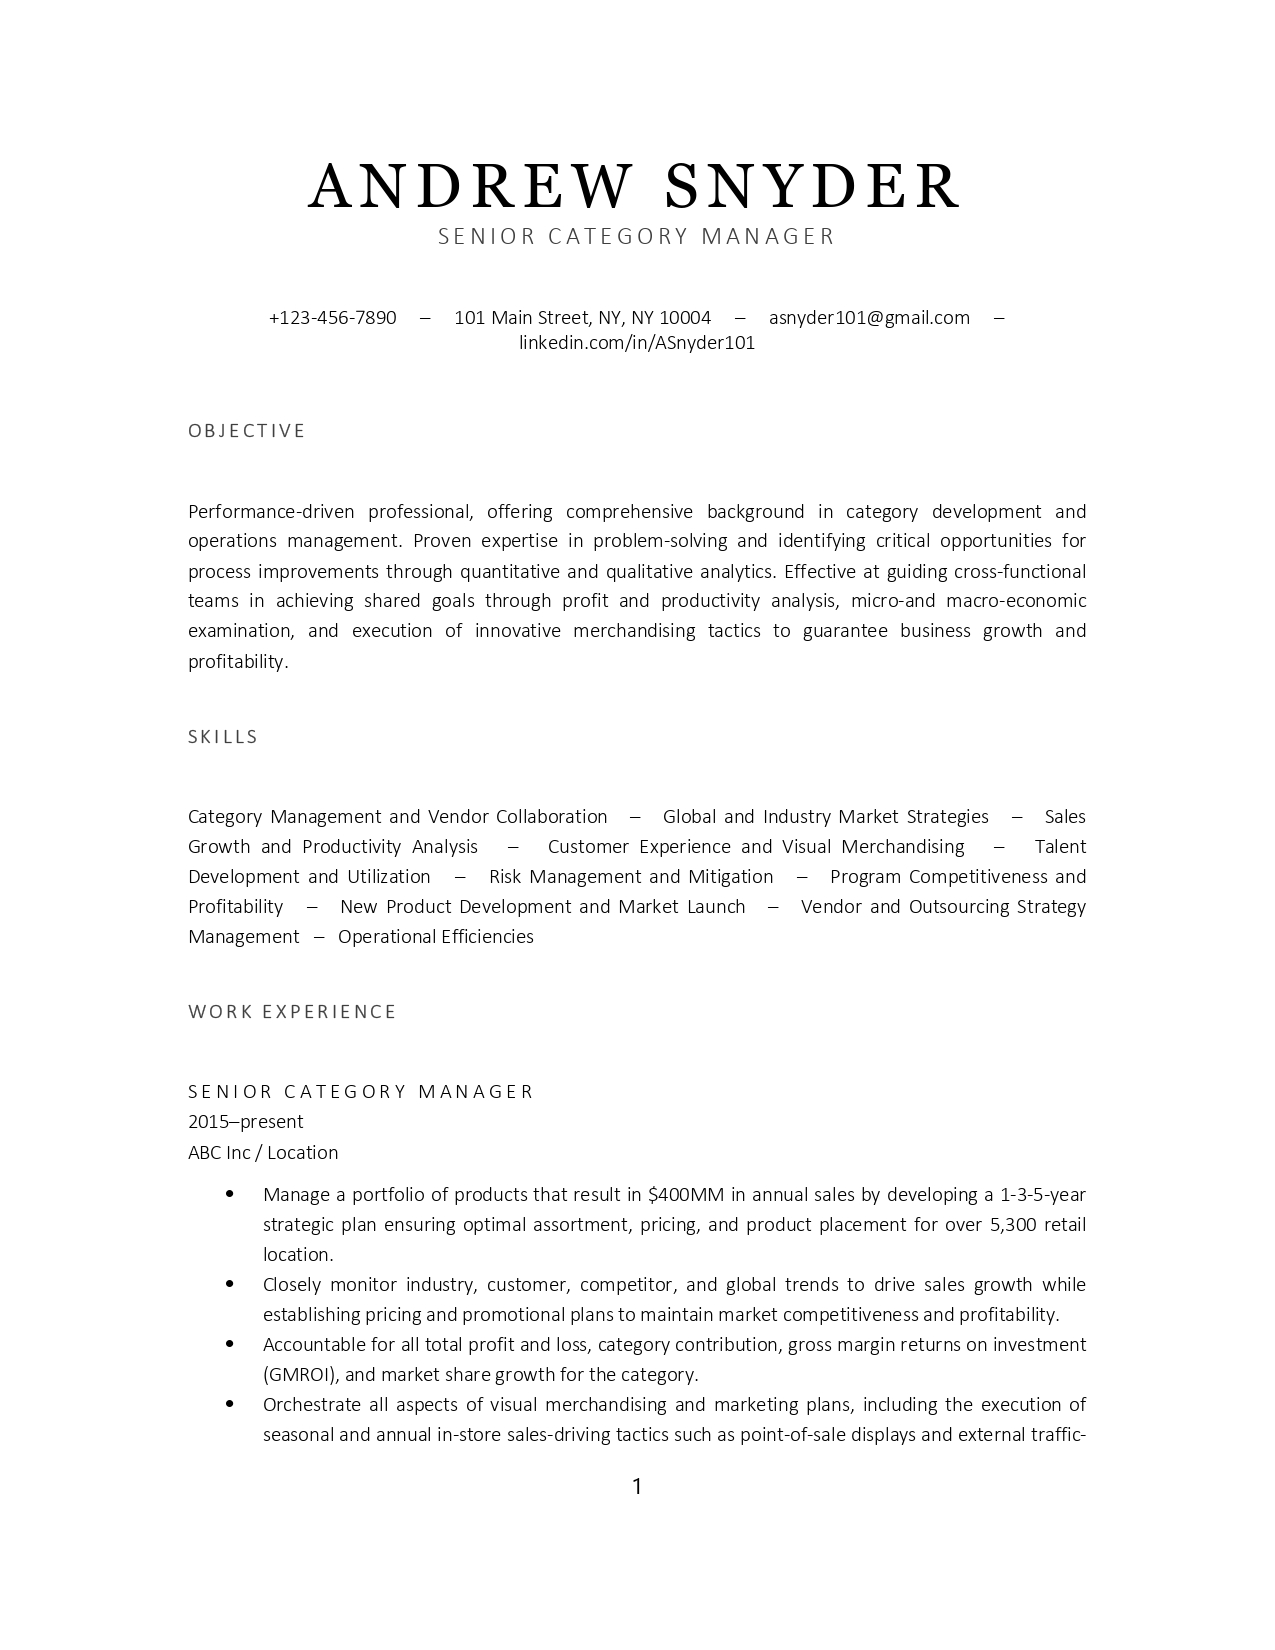 ANDREW SNYDER
SENIOR CATEGORY MANAGER
+123-456-7890 – 101 Main Street, NY, NY 10004 – asnyder101@gmail.com –
linkedin.com/in/ASnyder101
OBJECTIVE
Performance-driven professional, offering comprehensive background in category development and
operations management. Proven expertise in problem-solving and identifying critical opportunities for
process improvements through quantitative and qualitative analytics. Effective at guiding cross-functional
teams in achieving shared goals through profit and productivity analysis, micro-and macro-economic
examination, and execution of innovative merchandising tactics to guarantee business growth and
profitability.
SKILLS
Category Management and Vendor Collaboration – Global and Industry Market Strategies – Sales
Growth and Productivity Analysis – Customer Experience and Visual Merchandising – Talent
Development and Utilization – Risk Management and Mitigation – Program Competitiveness and
Profitability – New Product Development and Market Launch – Vendor and Outsourcing Strategy
Management – Operational Efficiencies
WORK EXPERIENCE
SENIOR CATEGORY MANAGER
2015–present
ABC Inc / Location
• Manage a portfolio of products that result in $400MM in annual sales by developing a 1-3-5-year
strategic plan ensuring optimal assortment, pricing, and product placement for over 5,300 retail
location.
• Closely monitor industry, customer, competitor, and global trends to drive sales growth while
establishing pricing and promotional plans to maintain market competitiveness and profitability.
• Accountable for all total profit and loss, category contribution, gross margin returns on investment
(GMROI), and market share growth for the category.
• Orchestrate all aspects of visual merchandising and marketing plans, including the execution of
seasonal and annual in-store sales-driving tactics such as point-of-sale displays and external traffic-
1